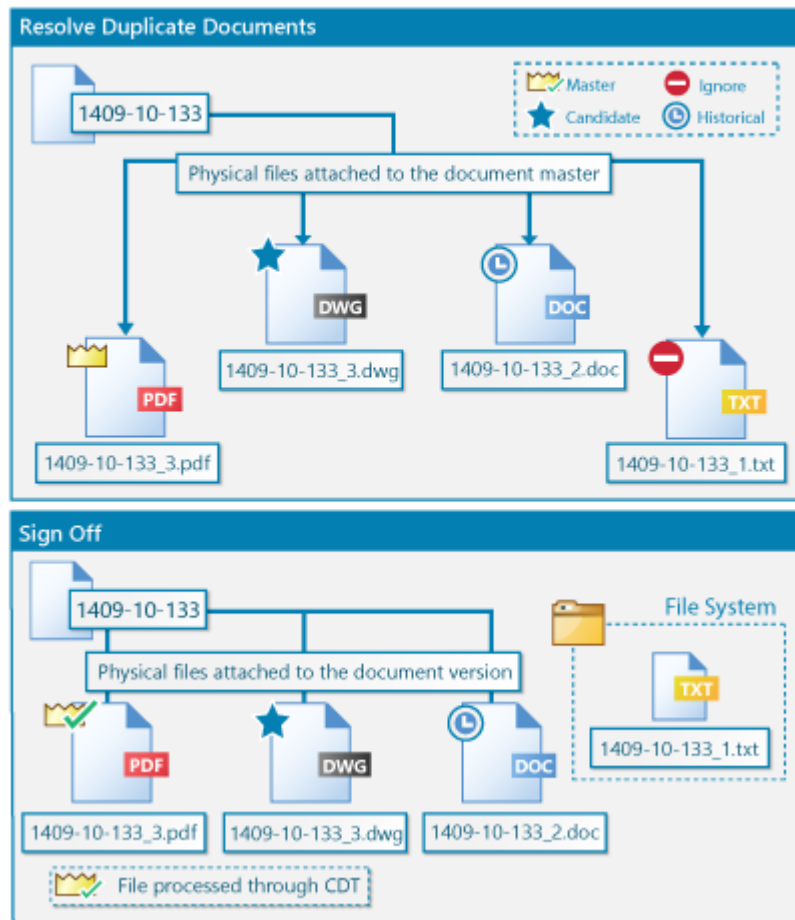 Resolve Duplicate Documents
1409-10-133
Master
Ignore
Candidate
Historical
Physical files attached to the document master
DWG
DOC
1409-10-133_3.dwg
1409-10-133_2.doc
PDF
TXT
1409-10-133_3.pdf
1409-10-133_1.txt
Sign Off
1409-10-133
File System
Physical files attached to the document version
TXT
PDF
DWG
DOC
1409-10-133_1.txt
1409-10-133_3.pdf
1409-10-133_3.dwg
1409-10-133_2.doc
File processed through CDT